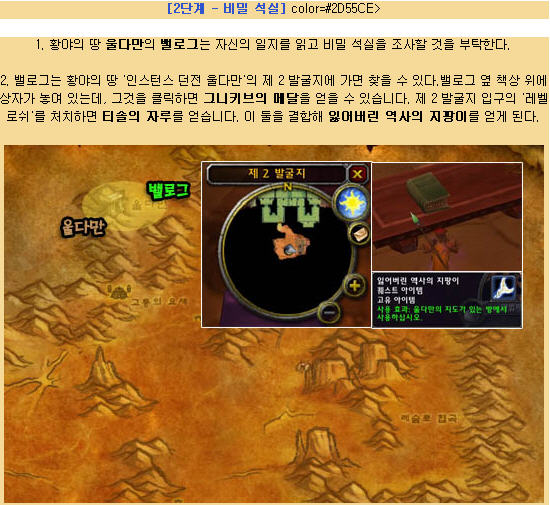 [2단계 - 비밀 석실] color=#2D55CE>
1. 황야의 땅 울다만의 벨로그는 자신의 일지를 읽고 비밀 석실을 조사할 것을 부탁한다.
2. 밸로그는 황야의 땅 '인스턴스 던전 울다만'의 제 2 발굴지에 가면 찾을 수 있다.밸로그 옆 책상 위에
상자가 놓여 있는데, 그것을 클릭하면 그니키브의 메달을 얻을 수 있습니다. 제 2 발굴지 입구의 '레벨
로쉬'를 처치하면 티솔의 자루를 얻습니다. 이 둘을 결합해 잃어버린 역사의 지팡이를 얻게 된다.
제 2 발굴지
N
밸로그
울다만
울다만
잃어버린 역사의 지팡이
퀘스트 아이템
고유 아이템
사용 효과: 울다만의 지도가 있는 방에서
사용하십시오.
그롬의 요새
레슬로 협곡